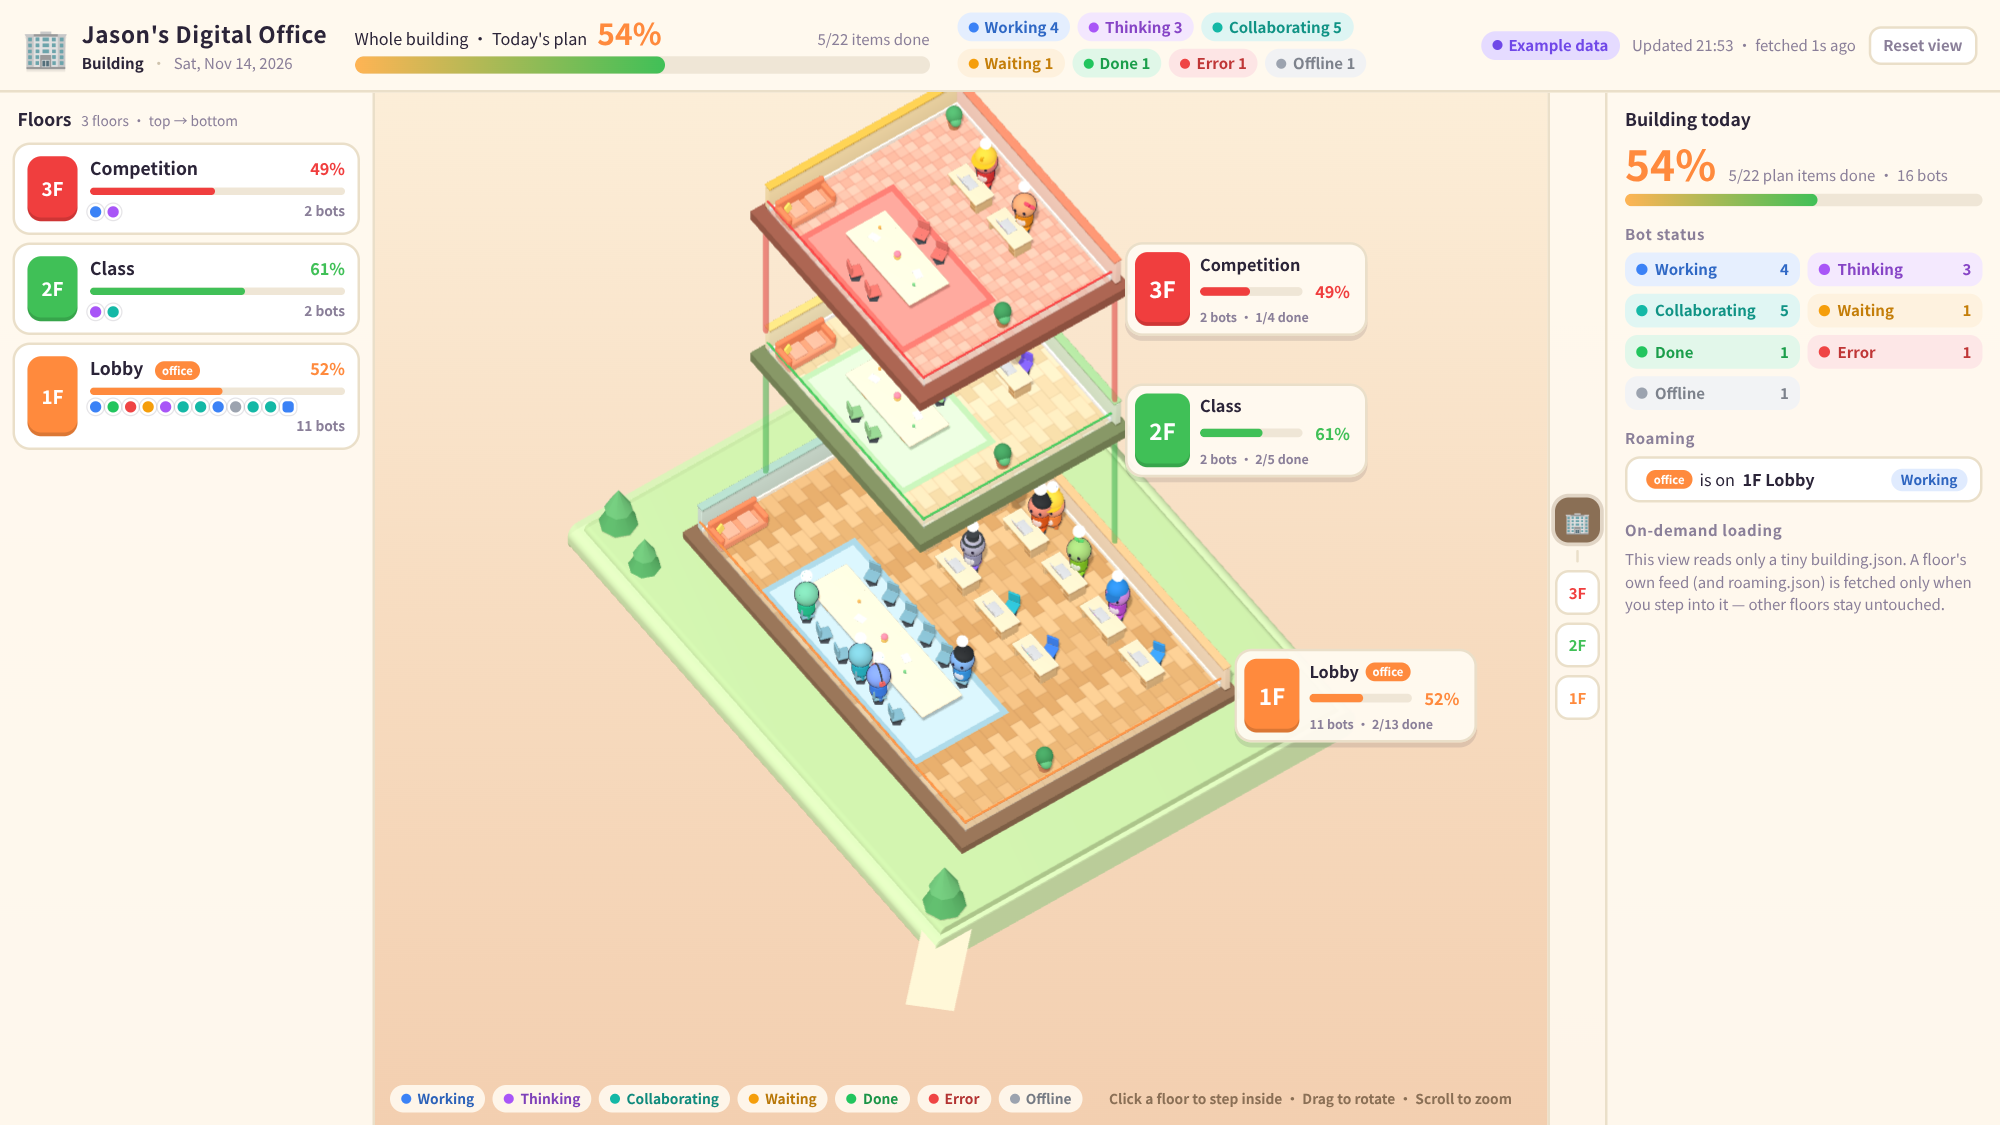 Jason's Digital Office
Building • Sat, Nov 14, 2026
Whole building • Today's plan 54%
5/22 items done
Working 4
Thinking 3
Collaborating 5
Waiting 1
Done 1
Error 1
Offline 1
Example data
Updated 21:53 • fetched 1s ago
Reset view
Floors 3 floors • top → bottom
3F
Competition
49%
2 bots
2F
Class
61%
2 bots
1F
Lobby office
52%
11 bots
3F
Competition
49%
2 bots • 1/4 done
2F
Class
61%
2 bots • 2/5 done
1F
Lobby office
52%
11 bots • 2/13 done
Working
Thinking
Collaborating
Waiting
Done
Error
Offline
Click a floor to step inside • Drag to rotate • Scroll to zoom
3F
2F
1F
Building today
54% 5/22 plan items done • 16 bots
Bot status
Working 4
Thinking 3
Collaborating 5
Waiting 1
Done 1
Error 1
Offline 1
Roaming
office is on 1F Lobby Working
On-demand loading
This view reads only a tiny building.json. A floor's
own feed (and roaming.json) is fetched only when
you step into it — other floors stay untouched.